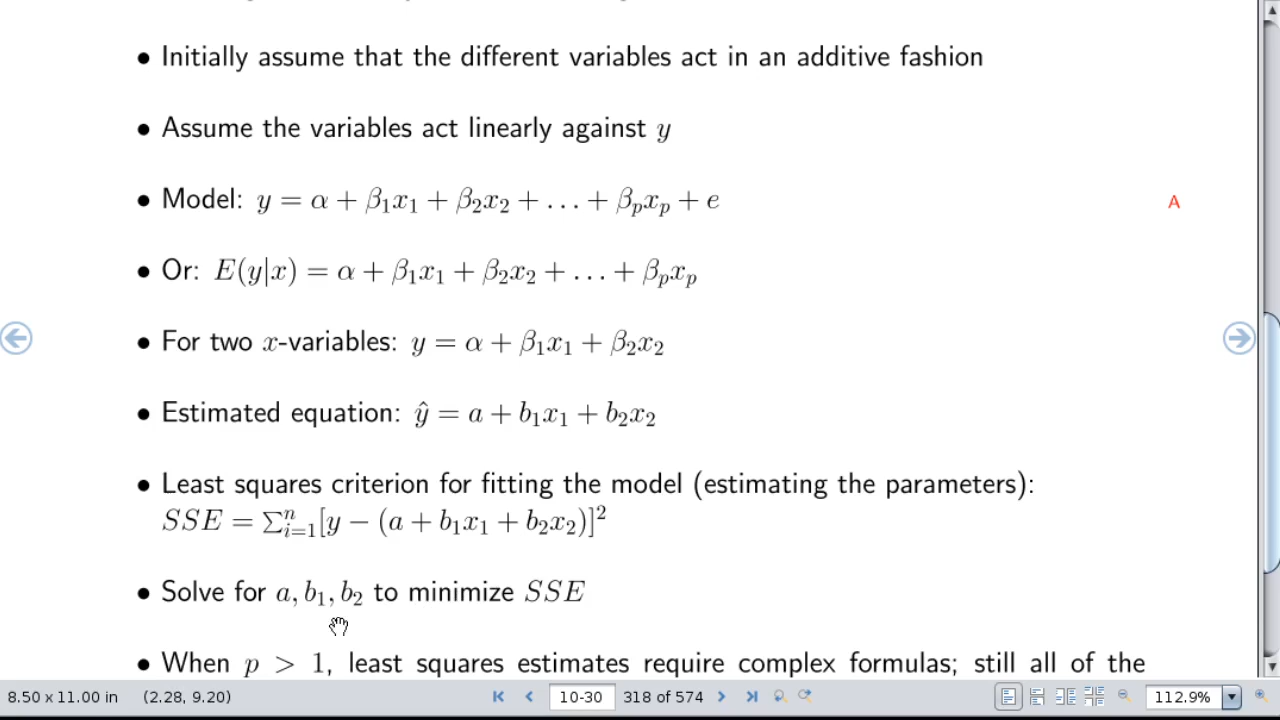 • Initially assume that the different variables act in an additive fashion
• Assume the variables act linearly against y
• Model: y = α + β₁x₁ + β₂x₂ + . . . + βₚxₚ + e
A
• Or: E(y|x) = α + β₁x₁ + β₂x₂ + . . . + βₚxₚ
• For two x-variables: y = α + β₁x₁ + β₂x₂
• Estimated equation: ŷ = a + b₁x₁ + b₂x₂
• Least squares criterion for fitting the model (estimating the parameters):
SSE = Σⁿᵢ₌₁[y − (a + b₁x₁ + b₂x₂)]²
• Solve for a, b₁, b₂ to minimize SSE
• When p > 1, least squares estimates require complex formulas; still all of the
8.50 x 11.00 in (2.28, 9.20) 10-30 318 of 574 112.9%